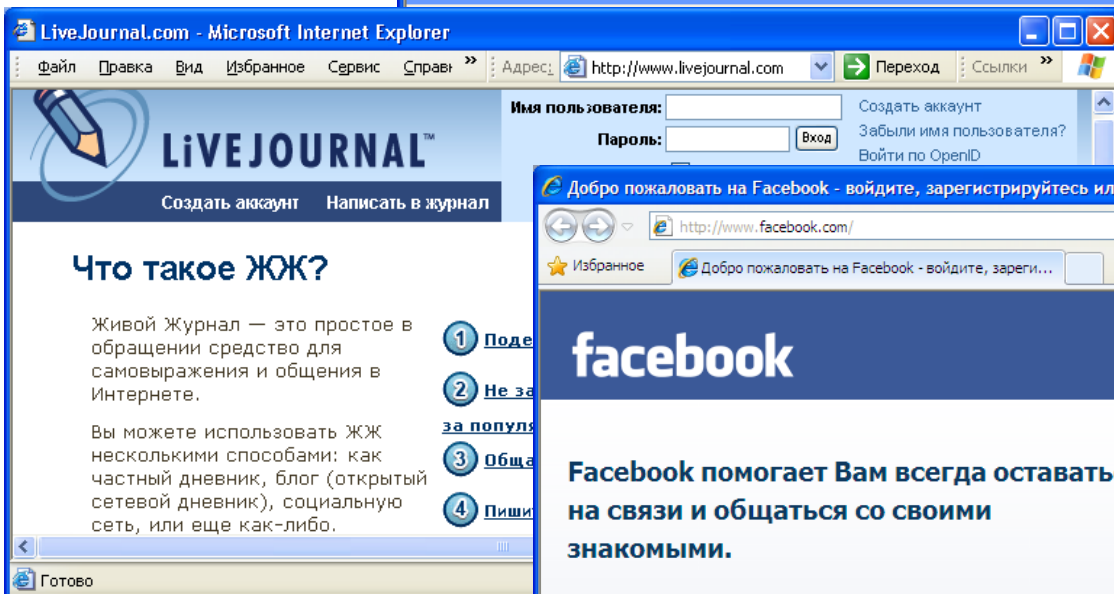 LiveJournal.com - Microsoft Internet Explorer
Файл Правка Вид Избранное Сервис Справк » Адрес: http://www.livejournal.com Переход Ссылки »
LiVEJOURNAL™
Имя пользователя:
Пароль: Вход
Создать аккаунт
Забыли имя пользователя?
Войти по OpenID
Создать аккаунт Написать в журнал
Что такое ЖЖ?
Живой Журнал — это простое в
обращении средство для
самовыражения и общения в
Интернете.
Вы можете использовать ЖЖ
несколькими способами: как
частный дневник, блог (открытый
сетевой дневник), социальную
сеть, или еще как-либо.
1 Поде
2 Не за
за популя
3 Обща
4 Пиши
Готово
Добро пожаловать на Facebook - войдите, зарегистрируйтесь ил
http://www.facebook.com/
Избранное Добро пожаловать на Facebook - войдите, зареги...
facebook
Facebook помогает Вам всегда оставать
на связи и общаться со своими
знакомыми.